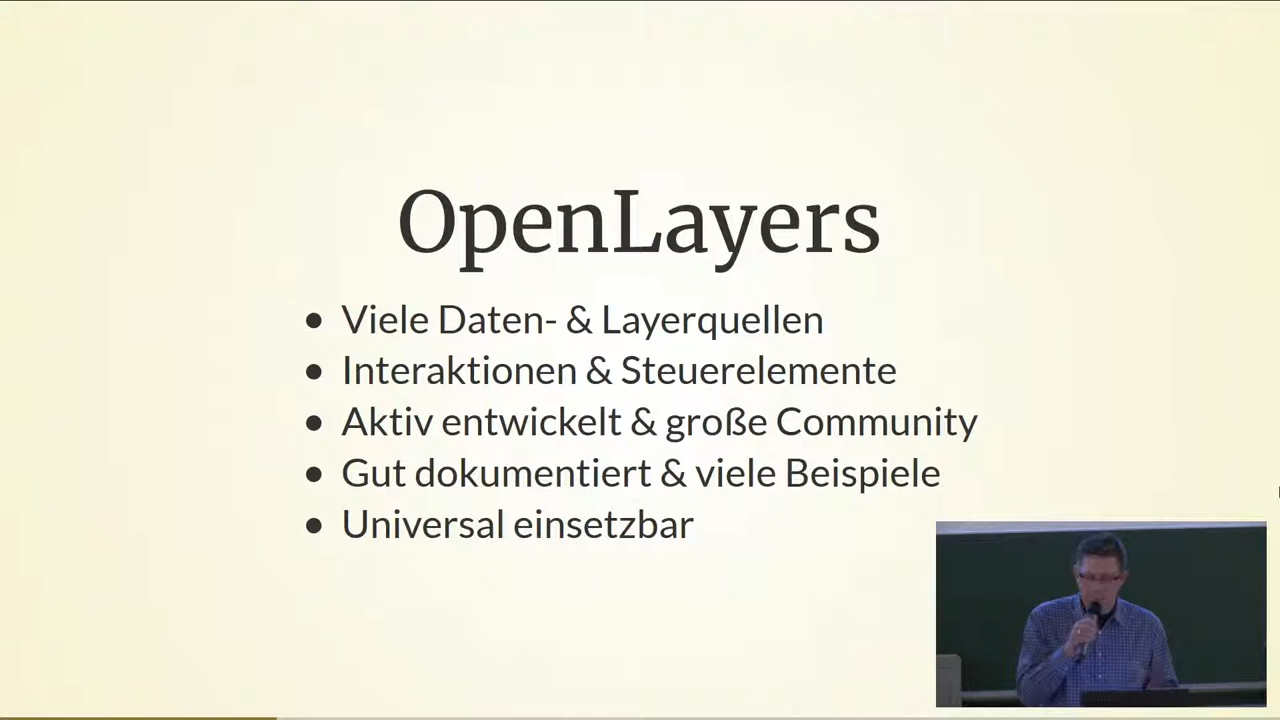 OpenLayers
Viele Daten- & Layerquellen
Interaktionen & Steuerelemente
Aktiv entwickelt & große Community
Gut dokumentiert & viele Beispiele
Universal einsetzbar